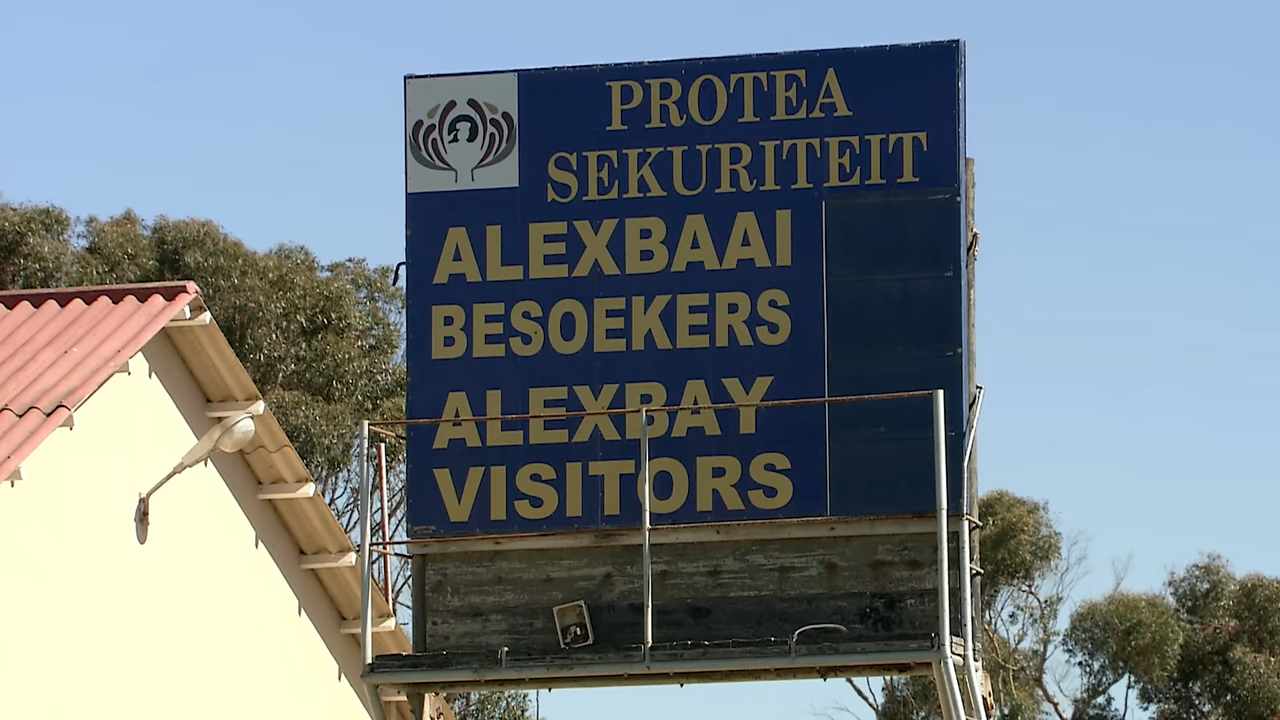 PROTEA
SEKURITEIT
ALEXBAAI
BESOEKERS
ALEXBAY
VISITORS